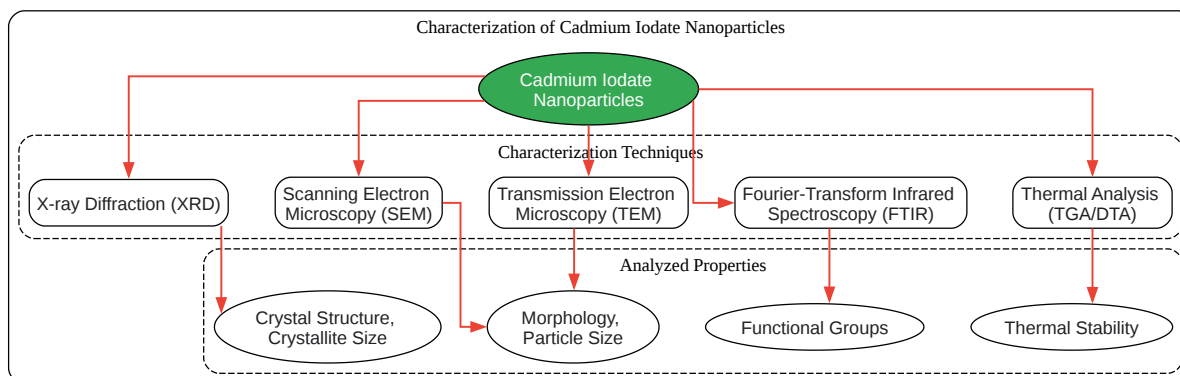 Characterization of Cadmium Iodate Nanoparticles
Cadmium Iodate
Nanoparticles
Characterization Techniques
X-ray Diffraction (XRD)
Scanning Electron
Microscopy (SEM)
Transmission Electron
Microscopy (TEM)
Fourier-Transform Infrared
Spectroscopy (FTIR)
Thermal Analysis
(TGA/DTA)
Analyzed Properties
Crystal Structure,
Crystallite Size
Morphology,
Particle Size
Functional Groups
Thermal Stability